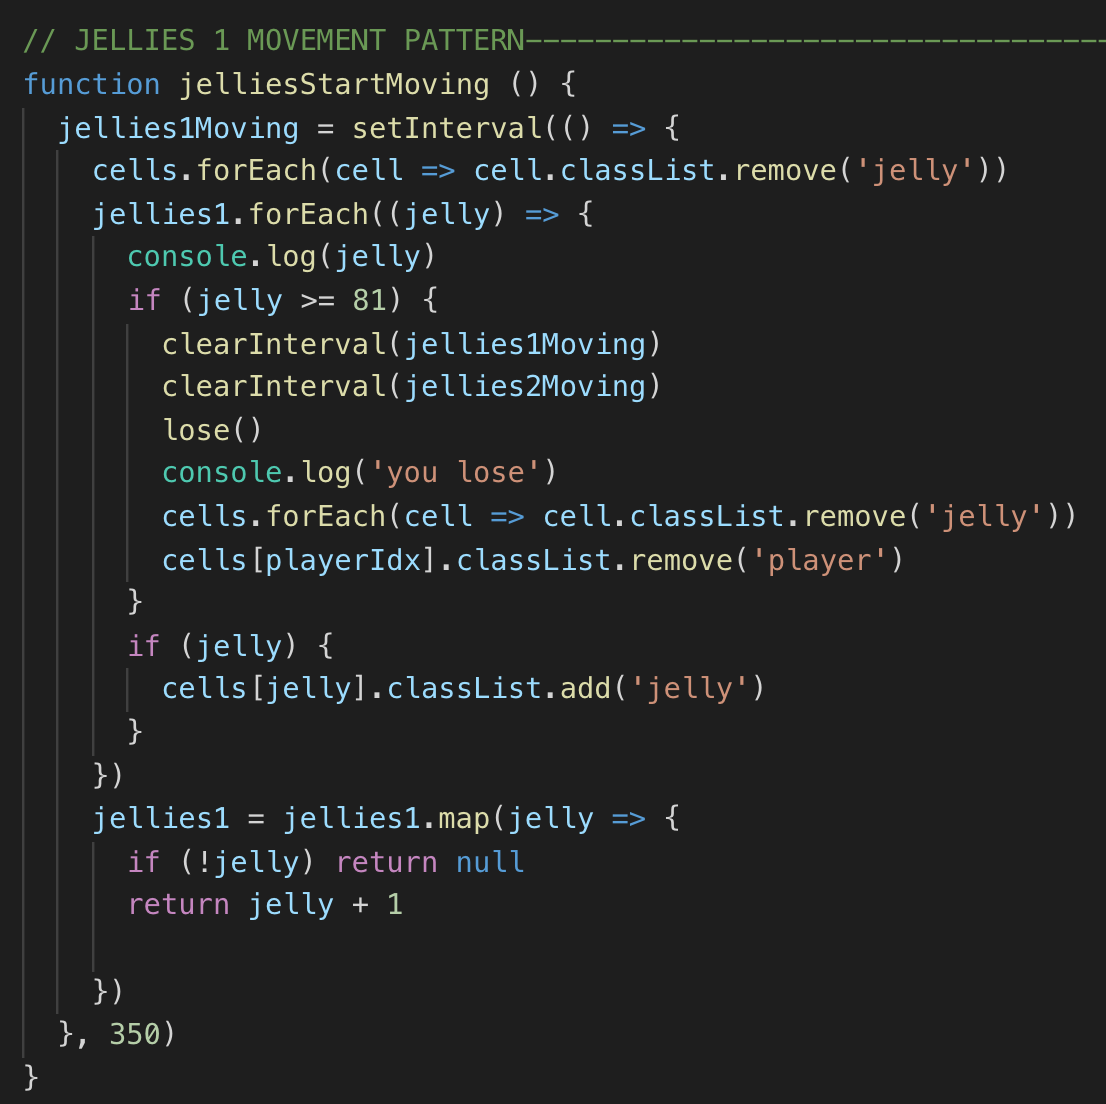 // JELLIES 1 MOVEMENT PATTERN----------------------------------
function jelliesStartMoving () {
  jellies1Moving = setInterval(() => {
    cells.forEach(cell => cell.classList.remove('jelly'))
    jellies1.forEach((jelly) => {
      console.log(jelly)
      if (jelly >= 81) {
        clearInterval(jellies1Moving)
        clearInterval(jellies2Moving)
        lose()
        console.log('you lose')
        cells.forEach(cell => cell.classList.remove('jelly'))
        cells[playerIdx].classList.remove('player')
      }
      if (jelly) {
        cells[jelly].classList.add('jelly')
      }
    })
    jellies1 = jellies1.map(jelly => {
      if (!jelly) return null
      return jelly + 1
    })
  }, 350)
}